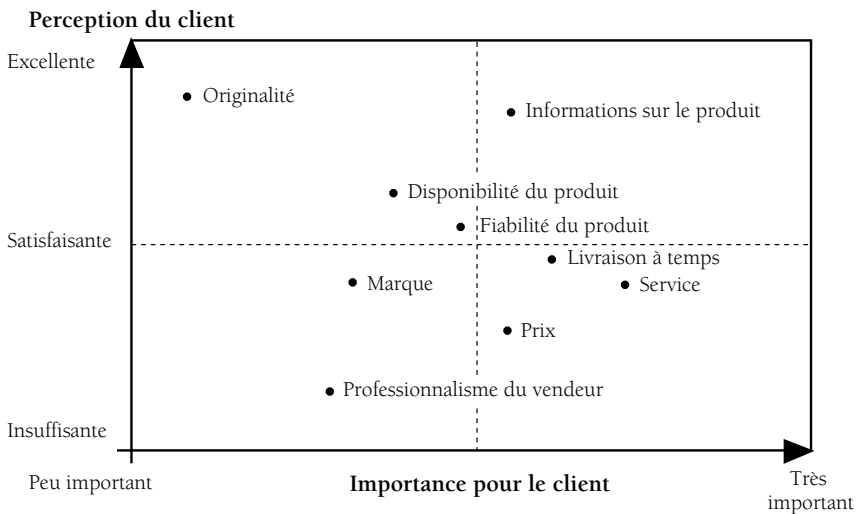 Perception du client
Excellente
Originalité
Informations sur le produit
Disponibilité du produit
Fiabilité du produit
Satisfaisante
Livraison à temps
Marque
Service
Prix
Professionnalisme du vendeur
Insuffisante
Peu important
Importance pour le client
Très
important